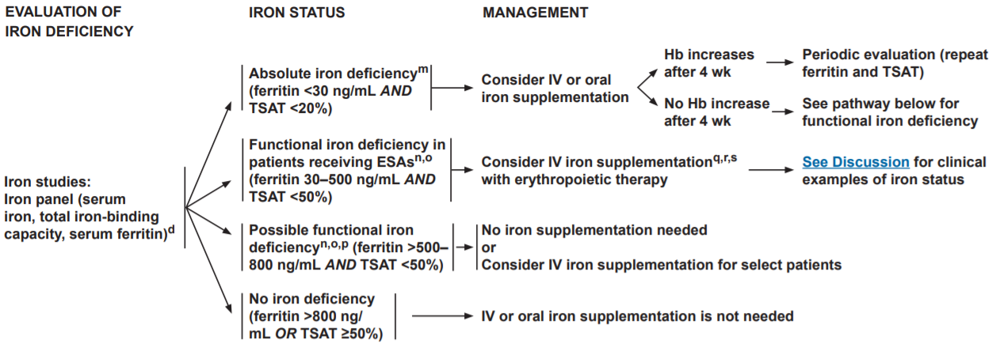 EVALUATION OF
IRON DEFICIENCY
IRON STATUS
MANAGEMENT
Iron studies:
Iron panel (serum
iron, total iron-binding
capacity, serum ferritin)d
Absolute iron deficiencym
(ferritin <30 ng/mL AND
TSAT <20%)
Consider IV or oral
iron supplementation
Hb increases
after 4 wk
Periodic evaluation (repeat
ferritin and TSAT)
No Hb increase
after 4 wk
See pathway below for
functional iron deficiency
Functional iron deficiency in
patients receiving ESAsn,o
(ferritin 30–500 ng/mL AND
TSAT <50%)
Consider IV iron supplementationq,r,s
with erythropoietic therapy
See Discussion for clinical
examples of iron status
Possible functional iron
deficiencyn,o,p (ferritin >500–
800 ng/mL AND TSAT <50%)
No iron supplementation needed
or
Consider IV iron supplementation for select patients
No iron deficiency
(ferritin >800 ng/
mL OR TSAT ≥50%)
IV or oral iron supplementation is not needed